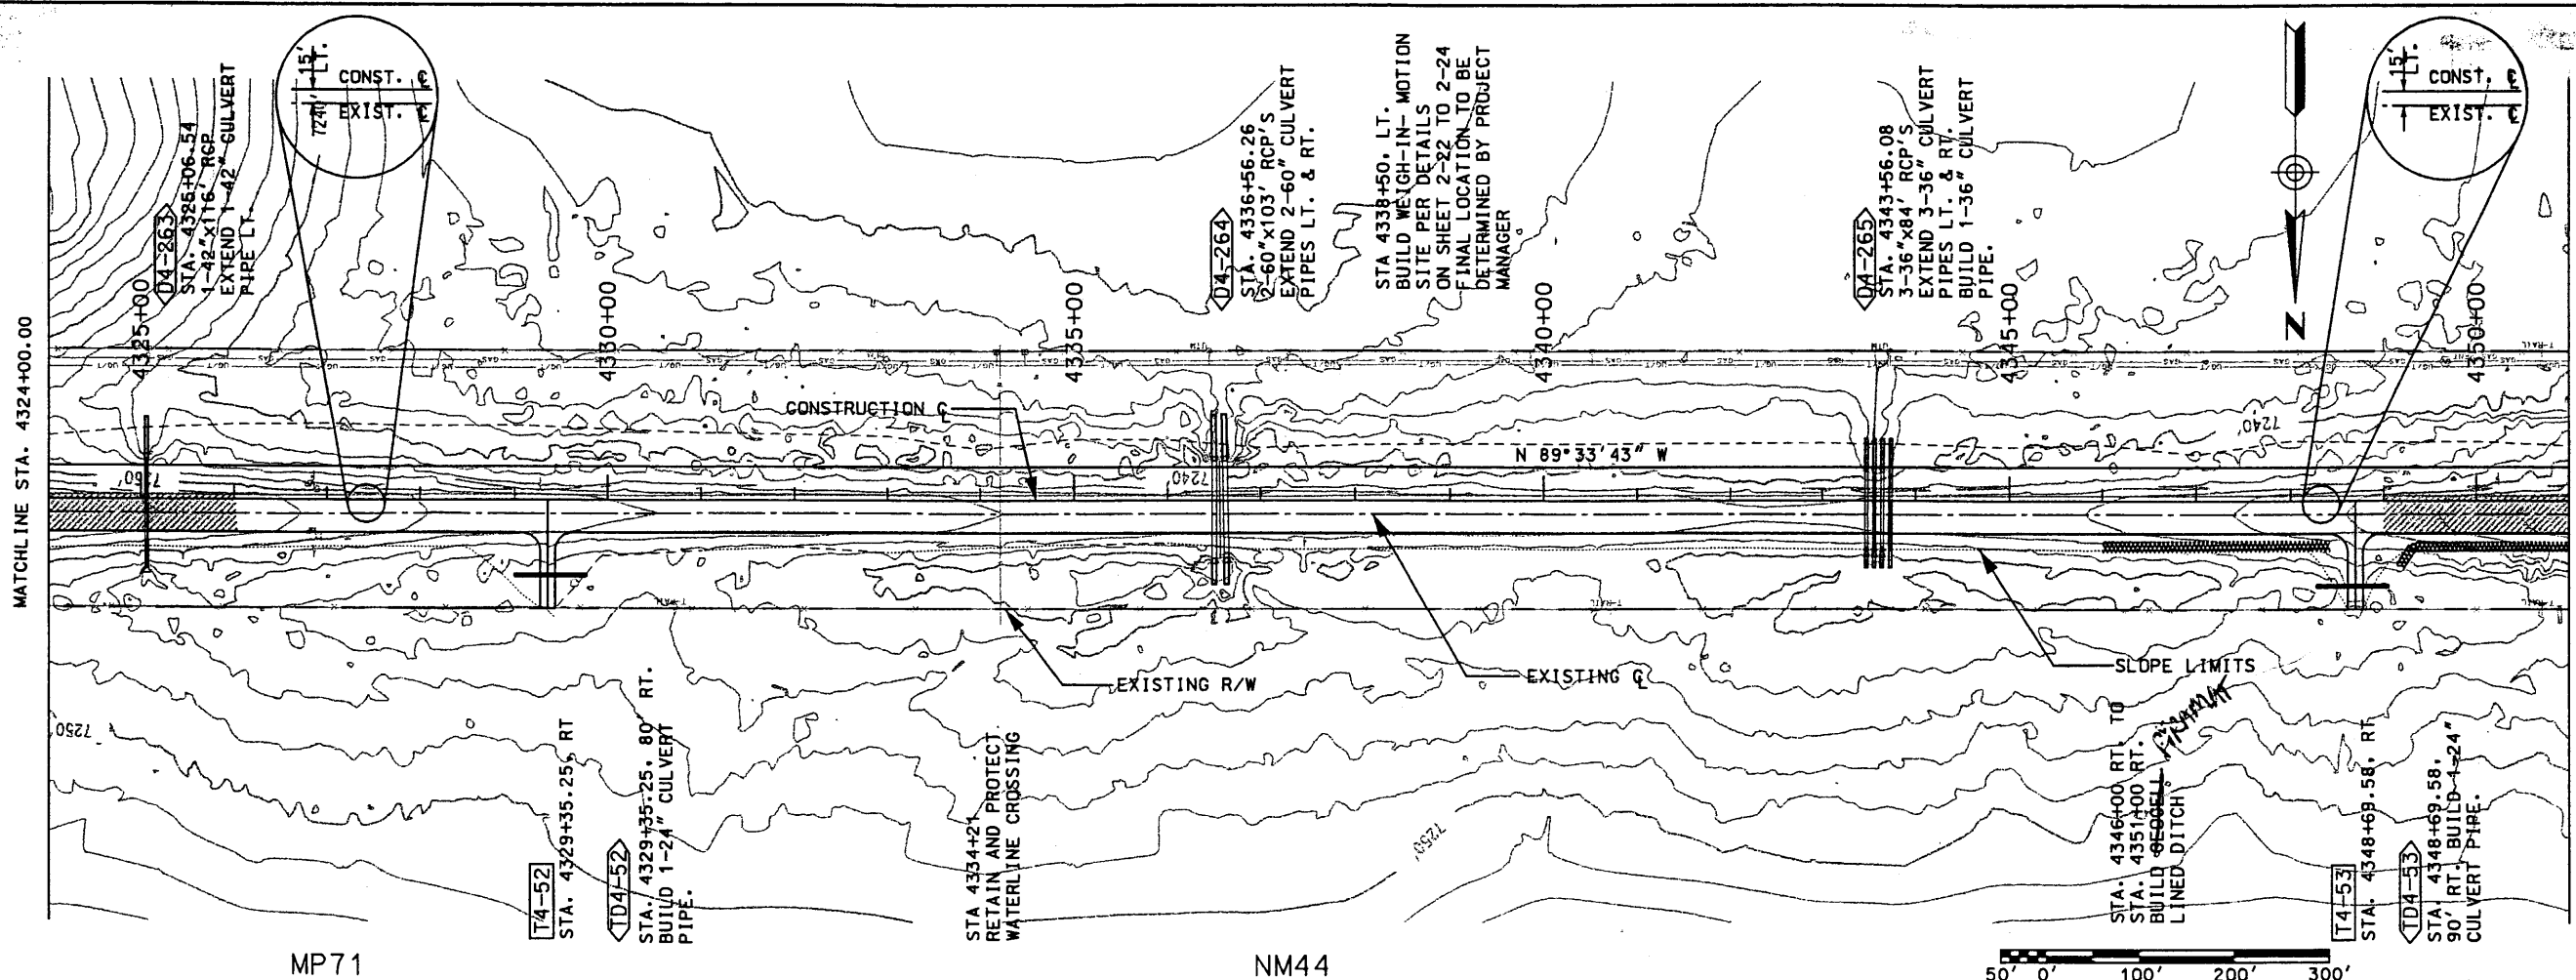 MATCHLINE STA. 4324+00.00
D4-263
STA. 4325+06.54
1-42"x116' RCP
EXTEND 1-42" CULVERT
PIPE LT.
15'
LT.
CONST. ℄
EXIST. ℄
7240'
D4-264
STA. 4336+56.26
2-60"x103' RCP'S
EXTEND 2-60" CULVERT
PIPES LT. & RT.
STA 4338+50, LT.
BUILD WEIGH-IN- MOTION
SITE PER DETAILS
ON SHEET 2-22 TO 2-24
FINAL LOCATION TO BE
DETERMINED BY PROJECT
MANAGER
D4-265
STA. 4343+56.08
3-36"x84' RCP'S
EXTEND 3-36" CULVERT
PIPES LT. & RT.
BUILD 1-36" CULVERT
PIPE.
N
15'
LT.
CONST. ℄
EXIST. ℄
4325+00
4330+00
4335+00
4340+00
4345+00
4350+00
CONSTRUCTION ℄
N 89°33'43" W
7240'
7250'
7240'
EXISTING R/W
EXISTING ℄
SLOPE LIMITS
7250'
7250'
T4-52
STA. 4329+35.25, RT
TD4-52
STA. 4329+35.25, 80' RT.
BUILD 1-24" CULVERT
PIPE.
STA 4334+21
RETAIN AND PROTECT
WATERLINE CROSSING
STA. 4346+00 RT. TO
STA. 4351+00 RT.
BUILD GEOCELL
LINED DITCH
T4-53
STA. 4348+69.58, RT
TD4-53
STA. 4348+69.58,
90' RT. BUILD 1-24"
CULVERT PIPE.
MP71
NM44
50' 0' 100' 200' 300'